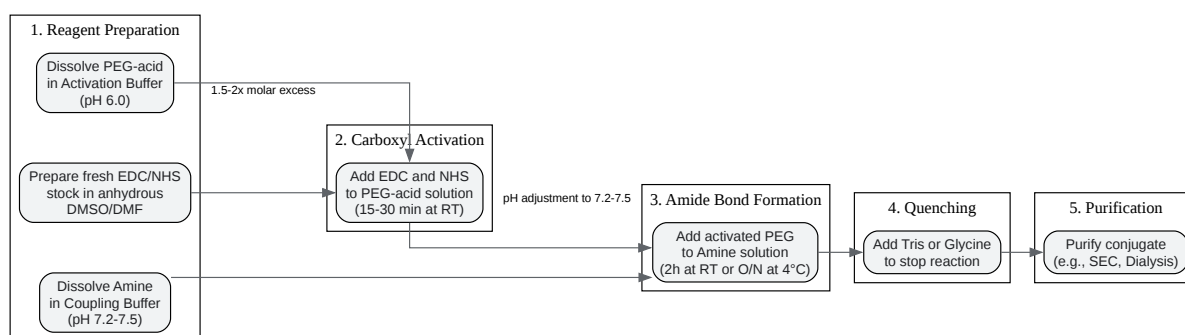 1. Reagent Preparation
Dissolve PEG-acid
in Activation Buffer
(pH 6.0)
1.5-2x molar excess
Prepare fresh EDC/NHS
stock in anhydrous
DMSO/DMF
Dissolve Amine
in Coupling Buffer
(pH 7.2-7.5)
2. Carboxyl Activation
Add EDC and NHS
to PEG-acid solution
(15-30 min at RT)
pH adjustment to 7.2-7.5
3. Amide Bond Formation
Add activated PEG
to Amine solution
(2h at RT or O/N at 4°C)
4. Quenching
Add Tris or Glycine
to stop reaction
5. Purification
Purify conjugate
(e.g., SEC, Dialysis)